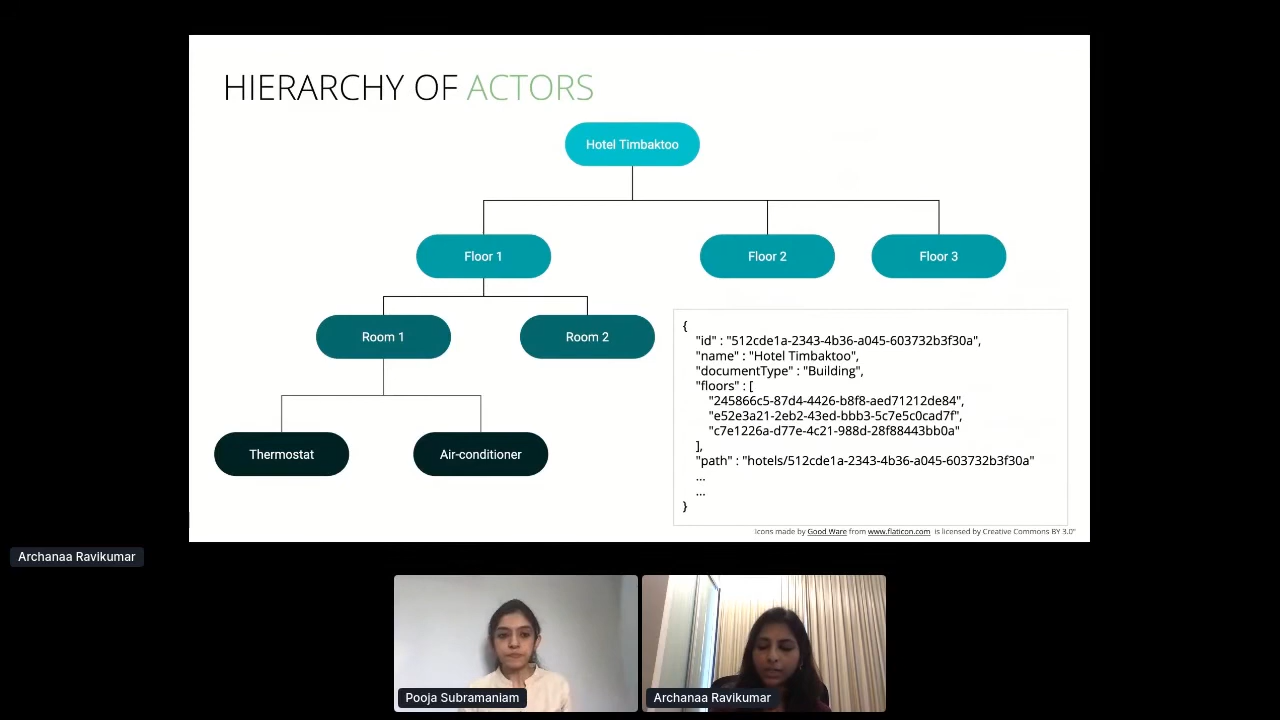 HIERARCHY OF ACTORS
Hotel Timbaktoo
Floor 1
Floor 2
Floor 3
Room 1
Room 2
Thermostat
Air-conditioner
{
"id" : "512cde1a-2343-4b36-a045-603732b3f30a",
"name" : "Hotel Timbaktoo",
"documentType" : "Building",
"floors" : [
"245866c5-87d4-4426-b8f8-aed71212de84",
"e52e3a21-2eb2-43ed-bbb3-5c7e5c0cad7f",
"c7e1226a-d77e-4c21-988d-28f88443bb0a"
],
"path" : "hotels/512cde1a-2343-4b36-a045-603732b3f30a"
...
...
}
Icons made by Good Ware from www.flaticon.com is licensed by Creative Commons BY 3.0"
Archanaa Ravikumar
Pooja Subramaniam
Archanaa Ravikumar